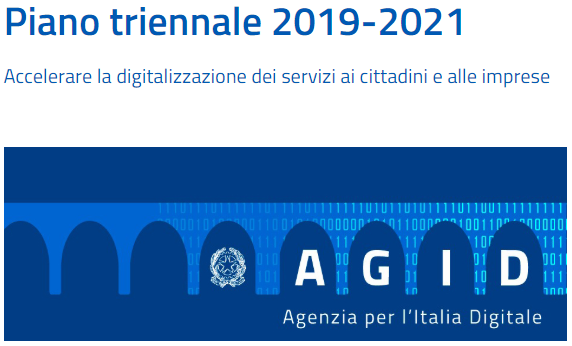 Piano triennale 2019-2021
Accelerare la digitalizzazione dei servizi ai cittadini e alle imprese
AGID
Agenzia per l'Italia Digitale